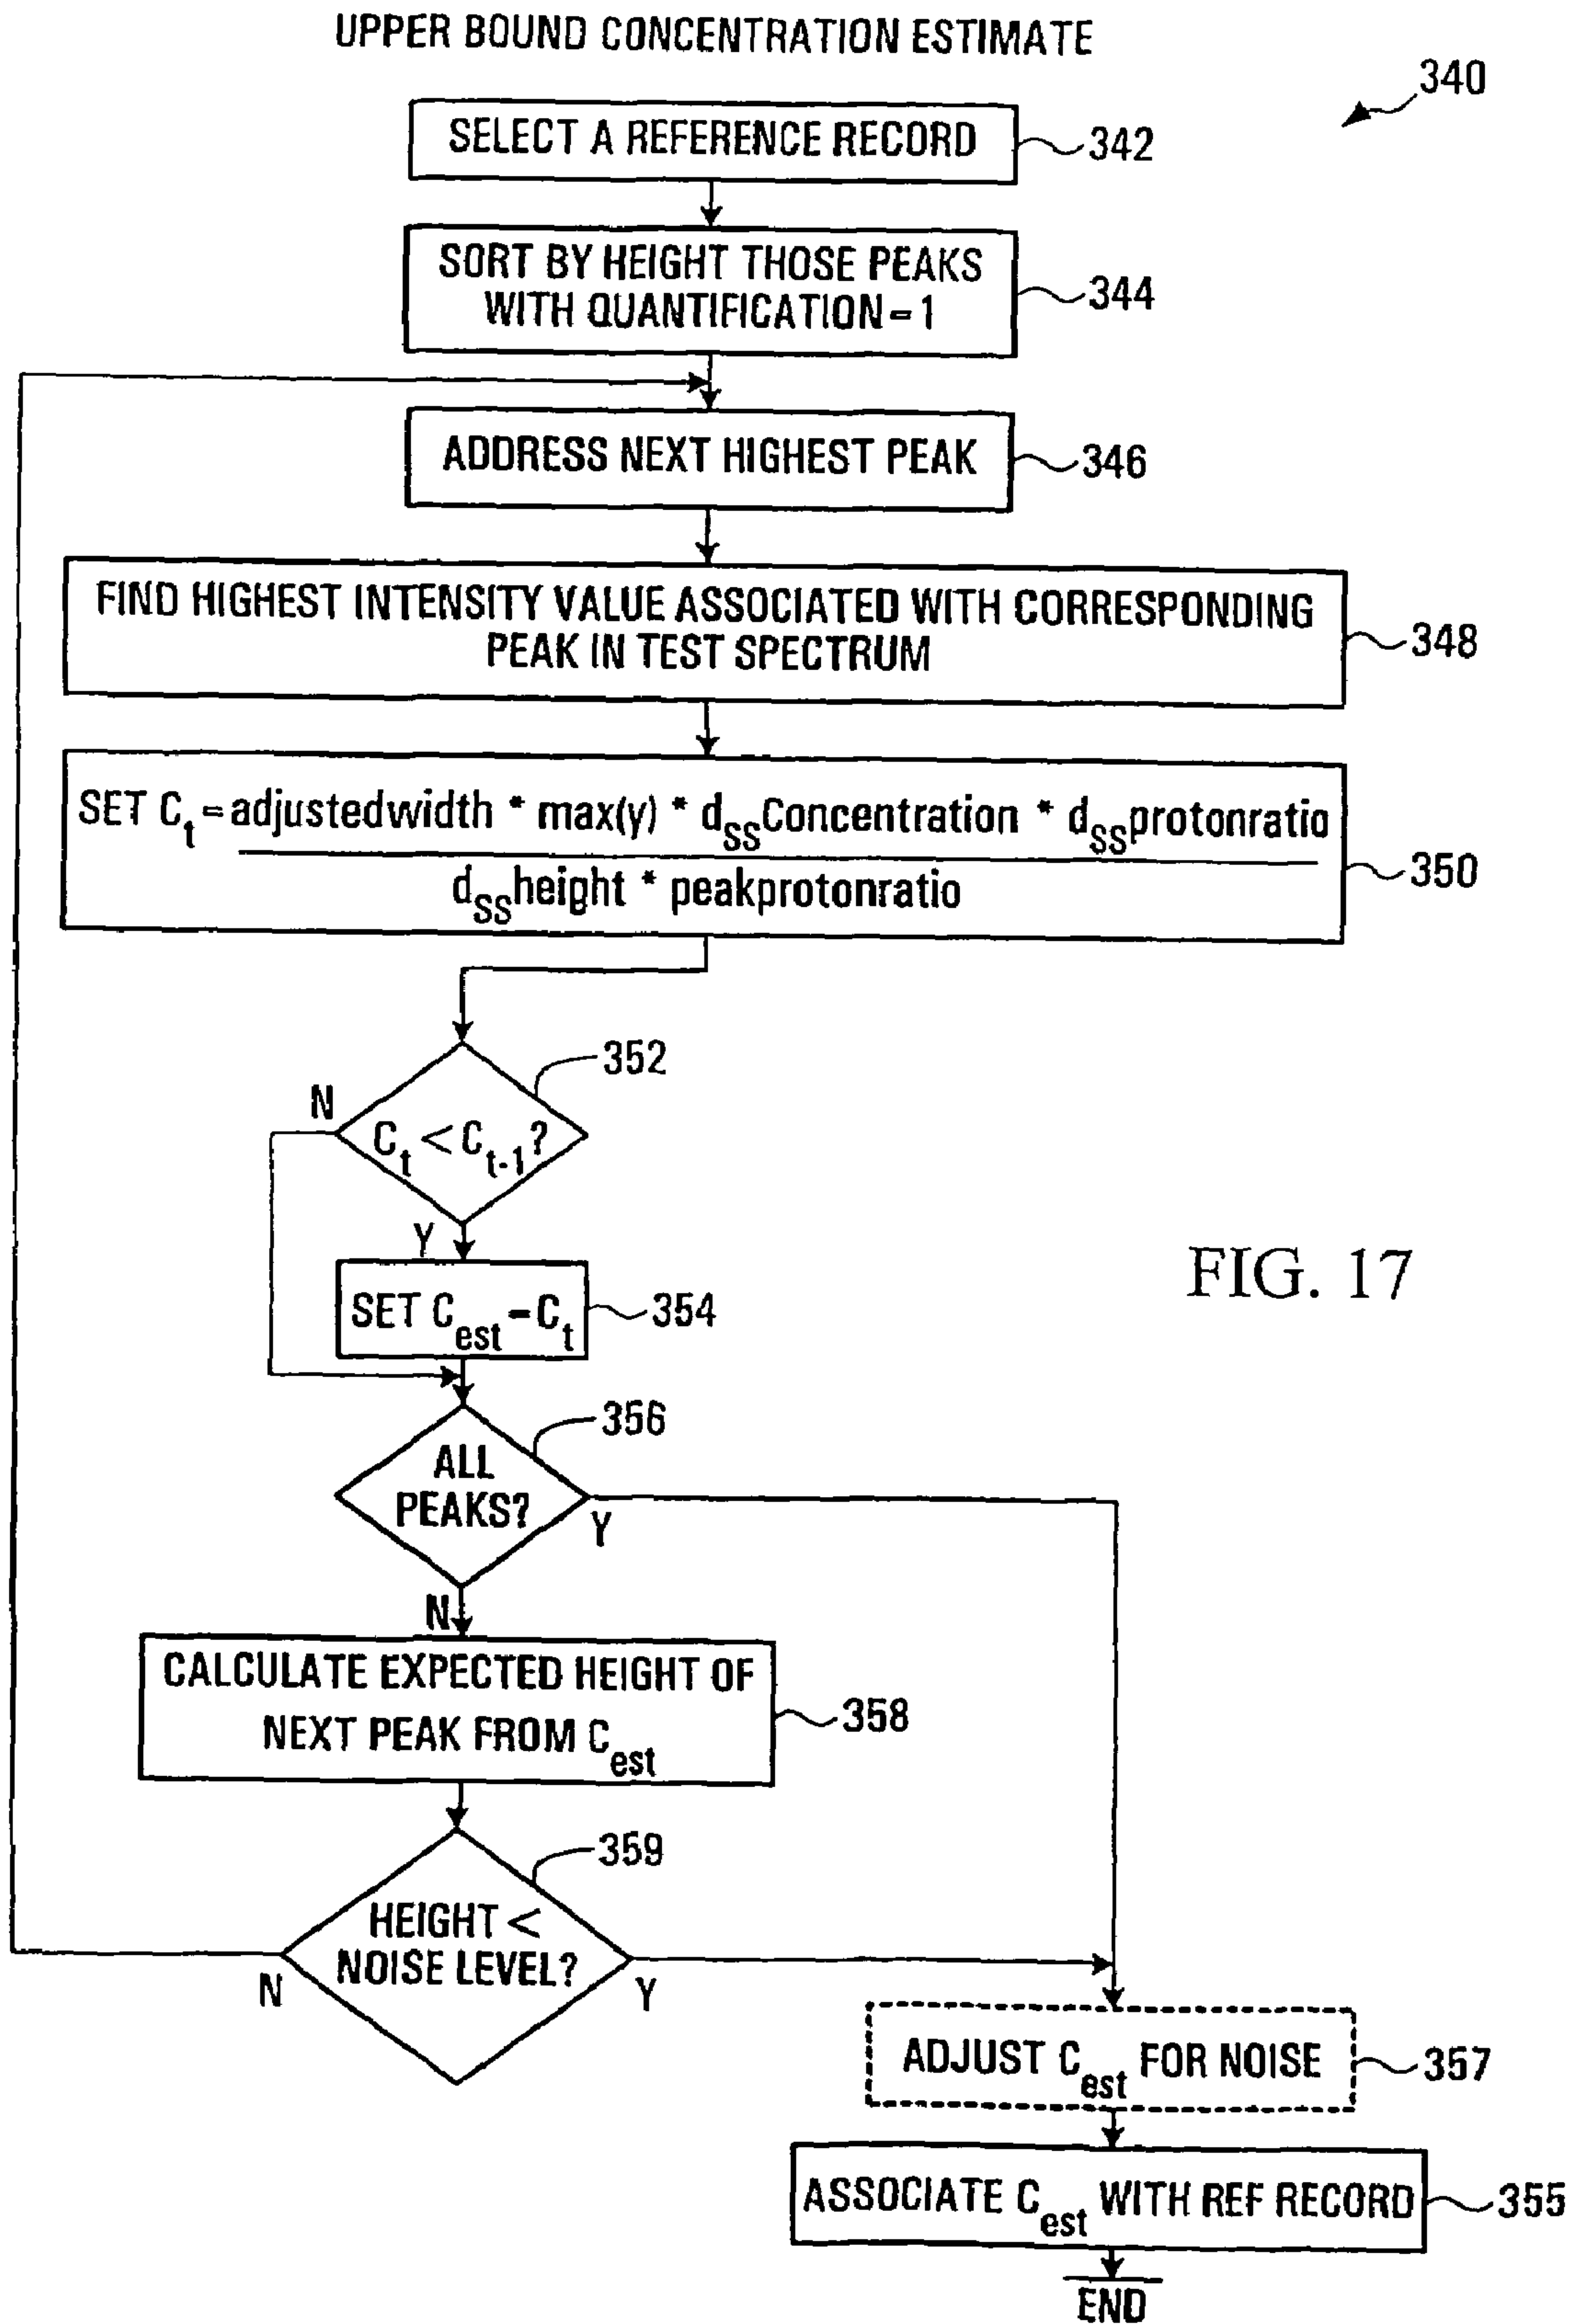 UPPER BOUND CONCENTRATION ESTIMATE
340
SELECT A REFERENCE RECORD
342
SORT BY HEIGHT THOSE PEAKS
WITH QUANTIFICATION=1
344
ADDRESS NEXT HIGHEST PEAK
346
FIND HIGHEST INTENSITY VALUE ASSOCIATED WITH CORRESPONDING
PEAK IN TEST SPECTRUM
348
SET Ct = adjustedwidth * max(y) * dSSConcentration * dSSprotonratio
dSSheight * peakprotonratio
350
352
N
Ct < Ct-1?
Y
SET Cest = Ct
354
FIG. 17
356
ALL
PEAKS?
Y
N
CALCULATE EXPECTED HEIGHT OF
NEXT PEAK FROM Cest
358
359
HEIGHT <
NOISE LEVEL?
N
Y
ADJUST Cest FOR NOISE
357
ASSOCIATE Cest WITH REF RECORD
355
END